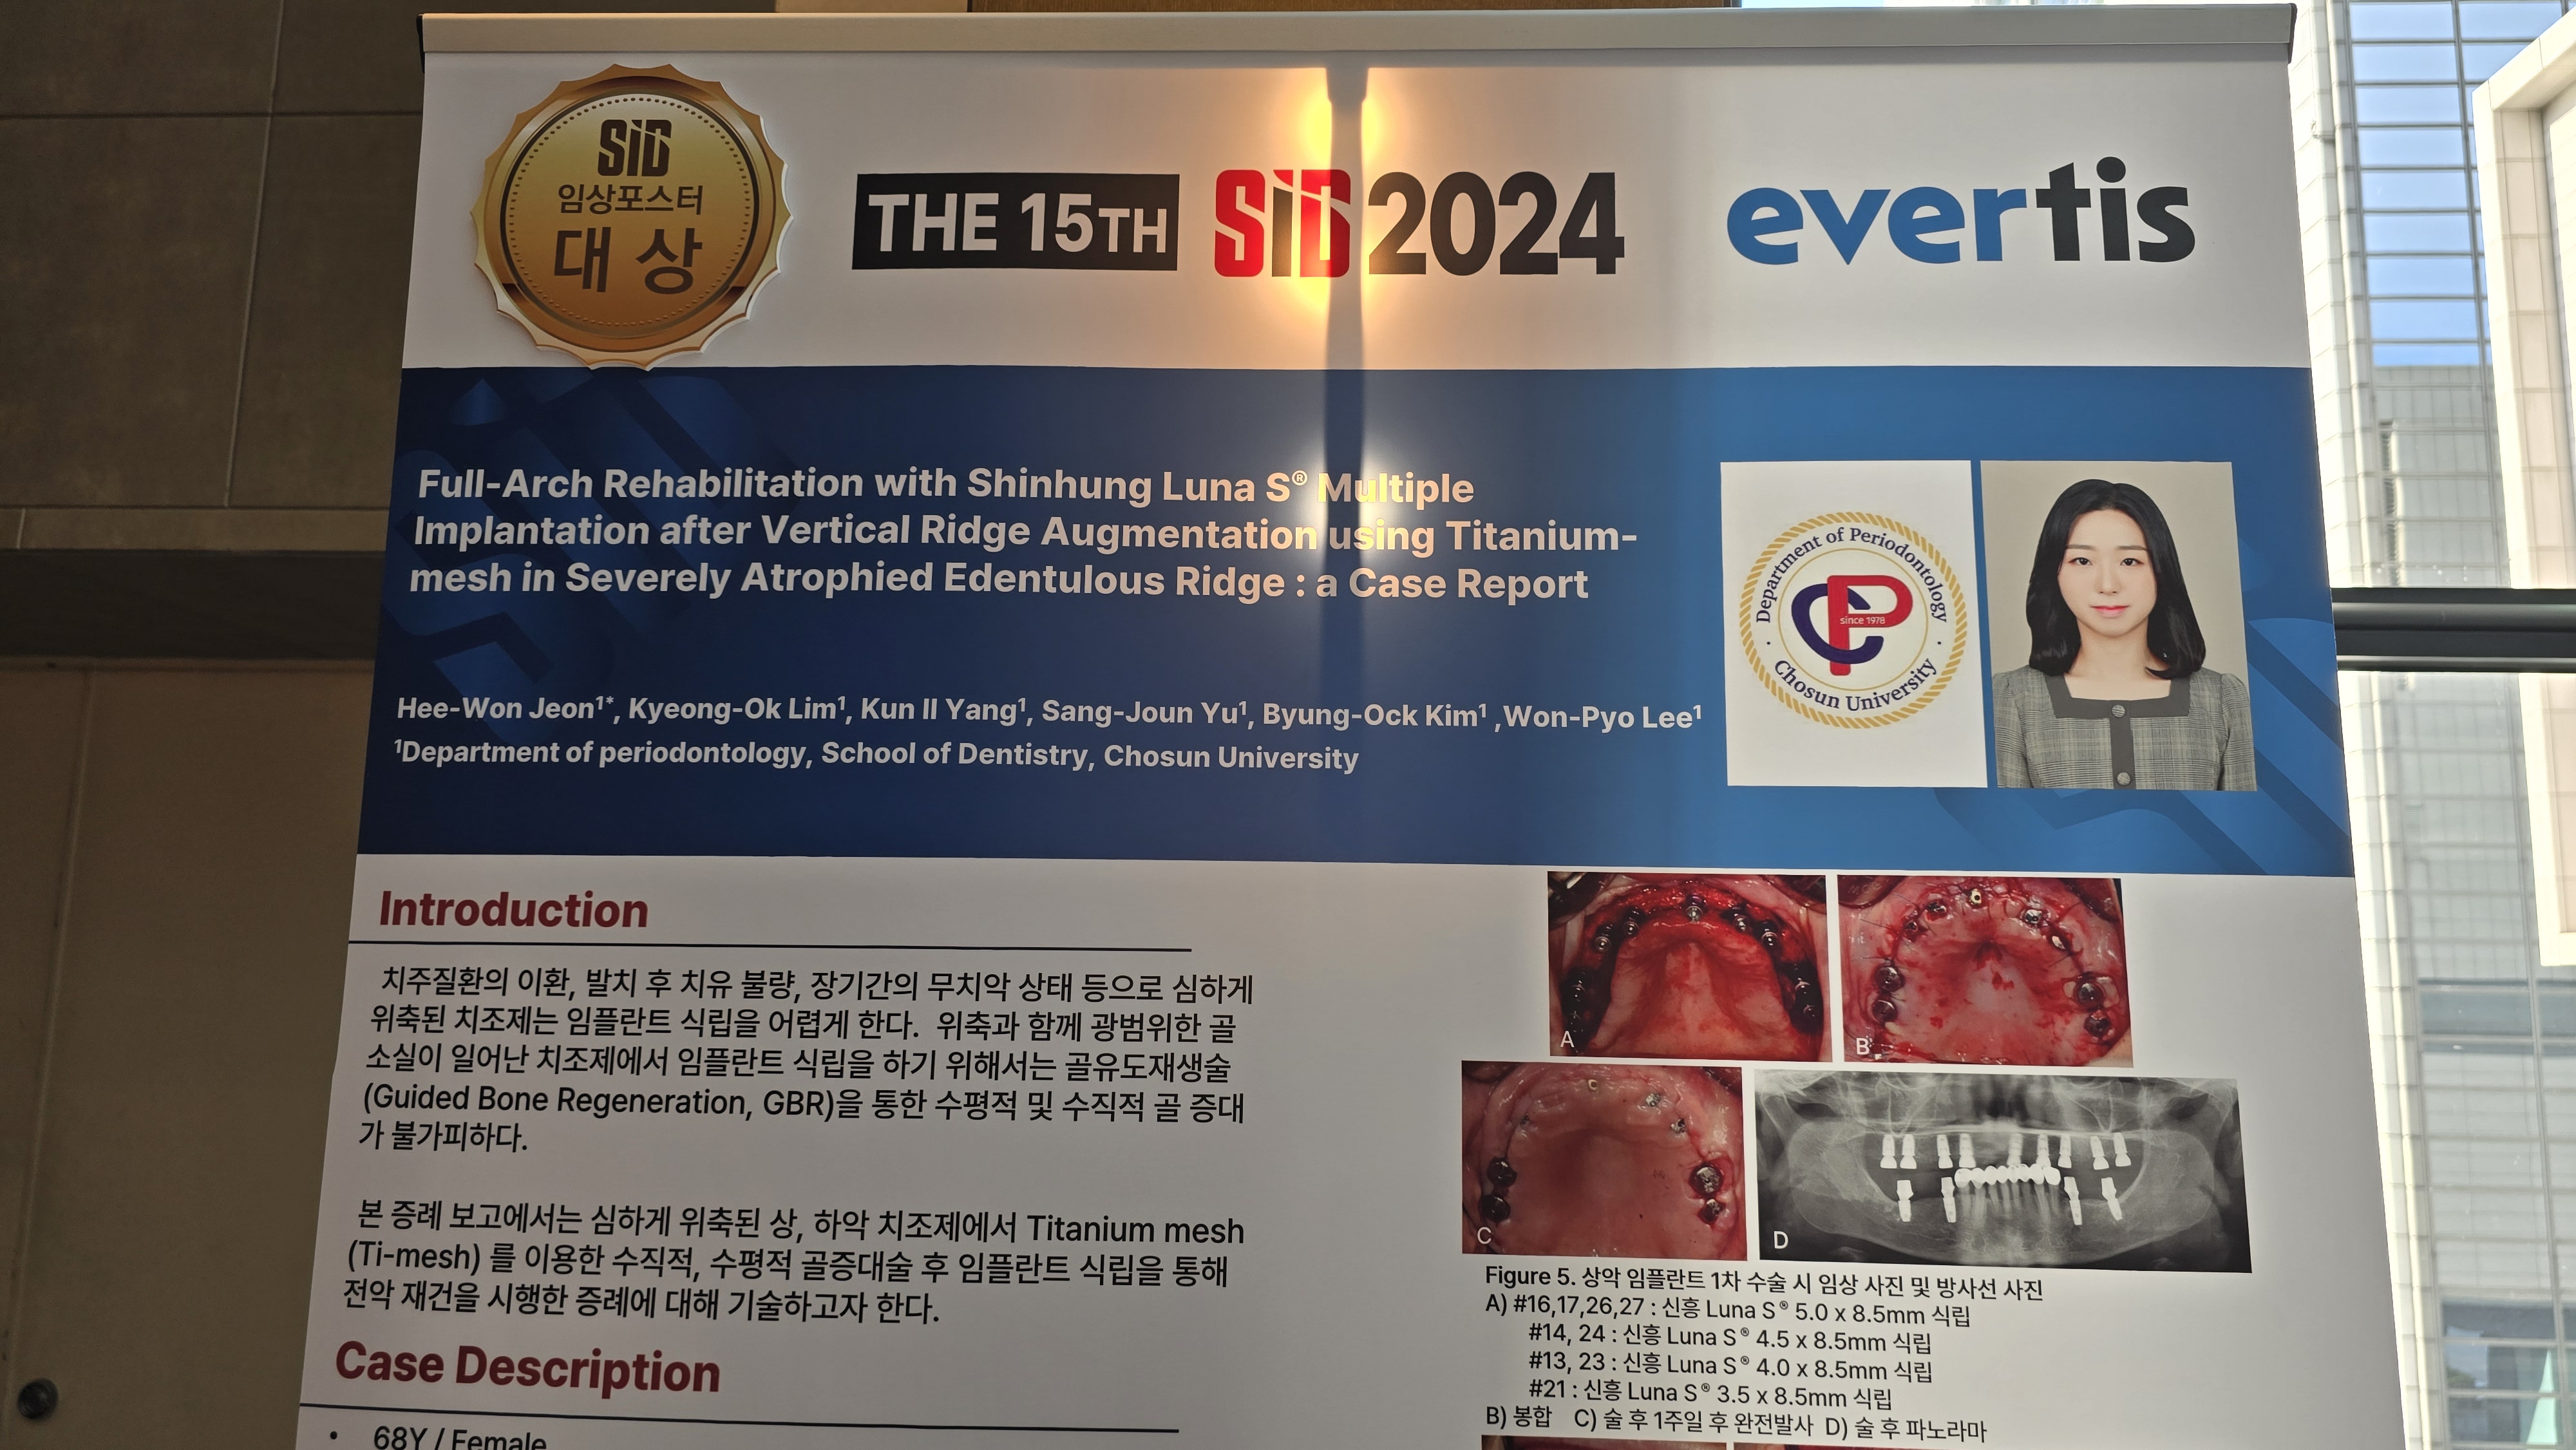 SiD
임상포스터
대상
THE 15TH SiD 2024
evertis
Full-Arch Rehabilitation with Shinhung Luna S® Multiple
Implantation after Vertical Ridge Augmentation using Titanium-
mesh in Severely Atrophied Edentulous Ridge : a Case Report
Hee-Won Jeon¹*, Kyeong-Ok Lim¹, Kun Il Yang¹, Sang-Joun Yu¹, Byung-Ock Kim¹ ,Won-Pyo Lee¹
¹Department of periodontology, School of Dentistry, Chosun University
Department of Periodontology
CP
since 1978
Chosun University
Introduction
치주질환의 이환, 발치 후 치유 불량, 장기간의 무치악 상태 등으로 심하게
위축된 치조제는 임플란트 식립을 어렵게 한다. 위축과 함께 광범위한 골
소실이 일어난 치조제에서 임플란트 식립을 하기 위해서는 골유도재생술
(Guided Bone Regeneration, GBR)을 통한 수평적 및 수직적 골 증대
가 불가피하다.
본 증례 보고에서는 심하게 위축된 상, 하악 치조제에서 Titanium mesh
(Ti-mesh) 를 이용한 수직적, 수평적 골증대술 후 임플란트 식립을 통해
전악 재건을 시행한 증례에 대해 기술하고자 한다.
Case Description
• 68Y / Female
A
B
C
D
Figure 5. 상악 임플란트 1차 수술 시 임상 사진 및 방사선 사진
A) #16,17,26,27 : 신흥 Luna S® 5.0 x 8.5mm 식립
#14, 24 : 신흥 Luna S® 4.5 x 8.5mm 식립
#13, 23 : 신흥 Luna S® 4.0 x 8.5mm 식립
#21 : 신흥 Luna S® 3.5 x 8.5mm 식립
B) 봉합 C) 술 후 1주일 후 완전발사 D) 술 후 파노라마